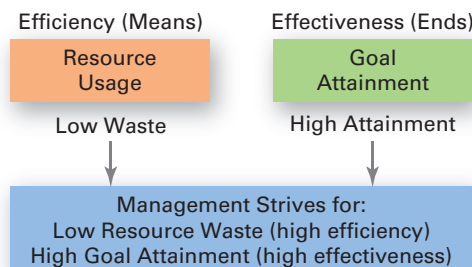 Efficiency (Means)
Effectiveness (Ends)
Resource
Usage
Goal
Attainment
Low Waste
High Attainment
Management Strives for:
Low Resource Waste (high efficiency)
High Goal Attainment (high effectiveness)